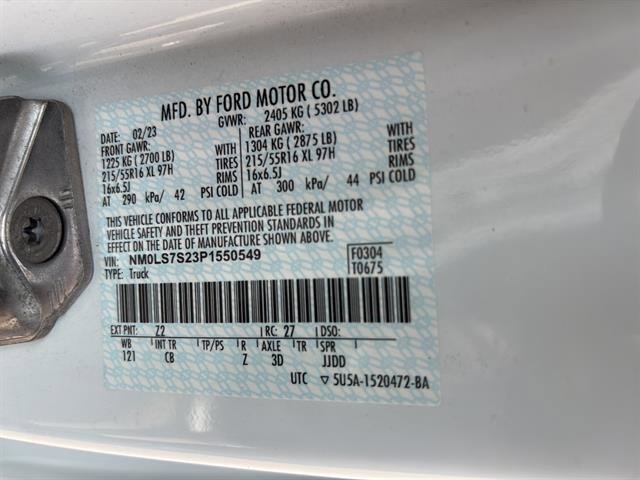 MFD. BY FORD MOTOR CO.
02/23 GVWR: 2405 KG ( 5302 LB)
FRONT GAWR: WITH REAR GAWR: WITH
1225 KG ( 2700 LB) TIRES 1304 KG ( 2875 LB) TIRES
215/55R16 XL 97H RIMS 215/55R16 XL 97H RIMS
16x6.5J 16x6.5J
AT 290 kPa/ 42 PSI COLD AT 300 kPa/ 44 PSI COLD
THIS VEHICLE CONFORMS TO ALL APPLICABLE FEDERAL MOTOR
VEHICLE SAFETY AND THEFT PREVENTION STANDARDS IN
EFFECT ON THE DATE OF MANUFACTURE SHOWN ABOVE.
VIN: NM0LS7S23P1550549 F0304
TYPE: Truck T0675
EXT PNT: Z2 RC: 27 DSO:
WB INT TR TP/PS R AXLE TR SPR
121 CB Z 3D JJDD
UTC ▽ 5U5A-1520472-BA